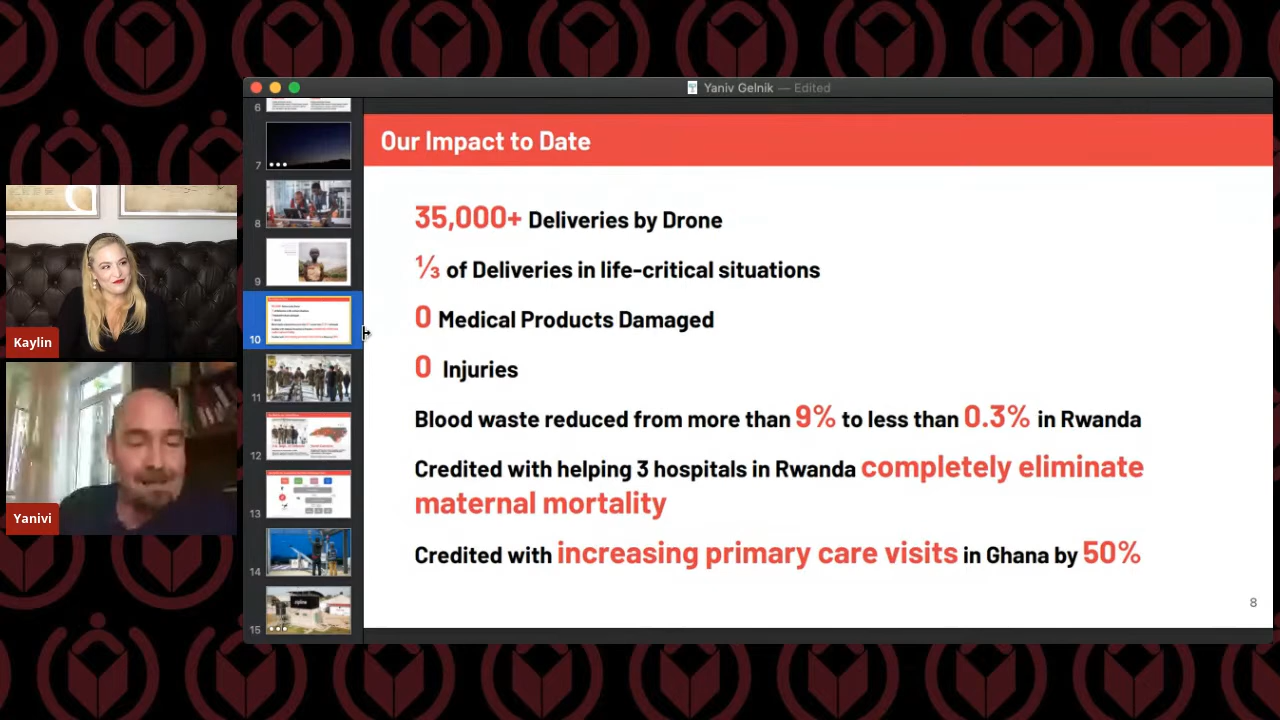 Yaniv Gelnik — Edited
6
7
8
9
10
11
12
13
14
15
Our Impact to Date
35,000+ Deliveries by Drone
⅓ of Deliveries in life-critical situations
0 Medical Products Damaged
0 Injuries
Blood waste reduced from more than 9% to less than 0.3% in Rwanda
Credited with helping 3 hospitals in Rwanda completely eliminate
maternal mortality
Credited with increasing primary care visits in Ghana by 50%
8
Kaylin
Yanivi
zipline